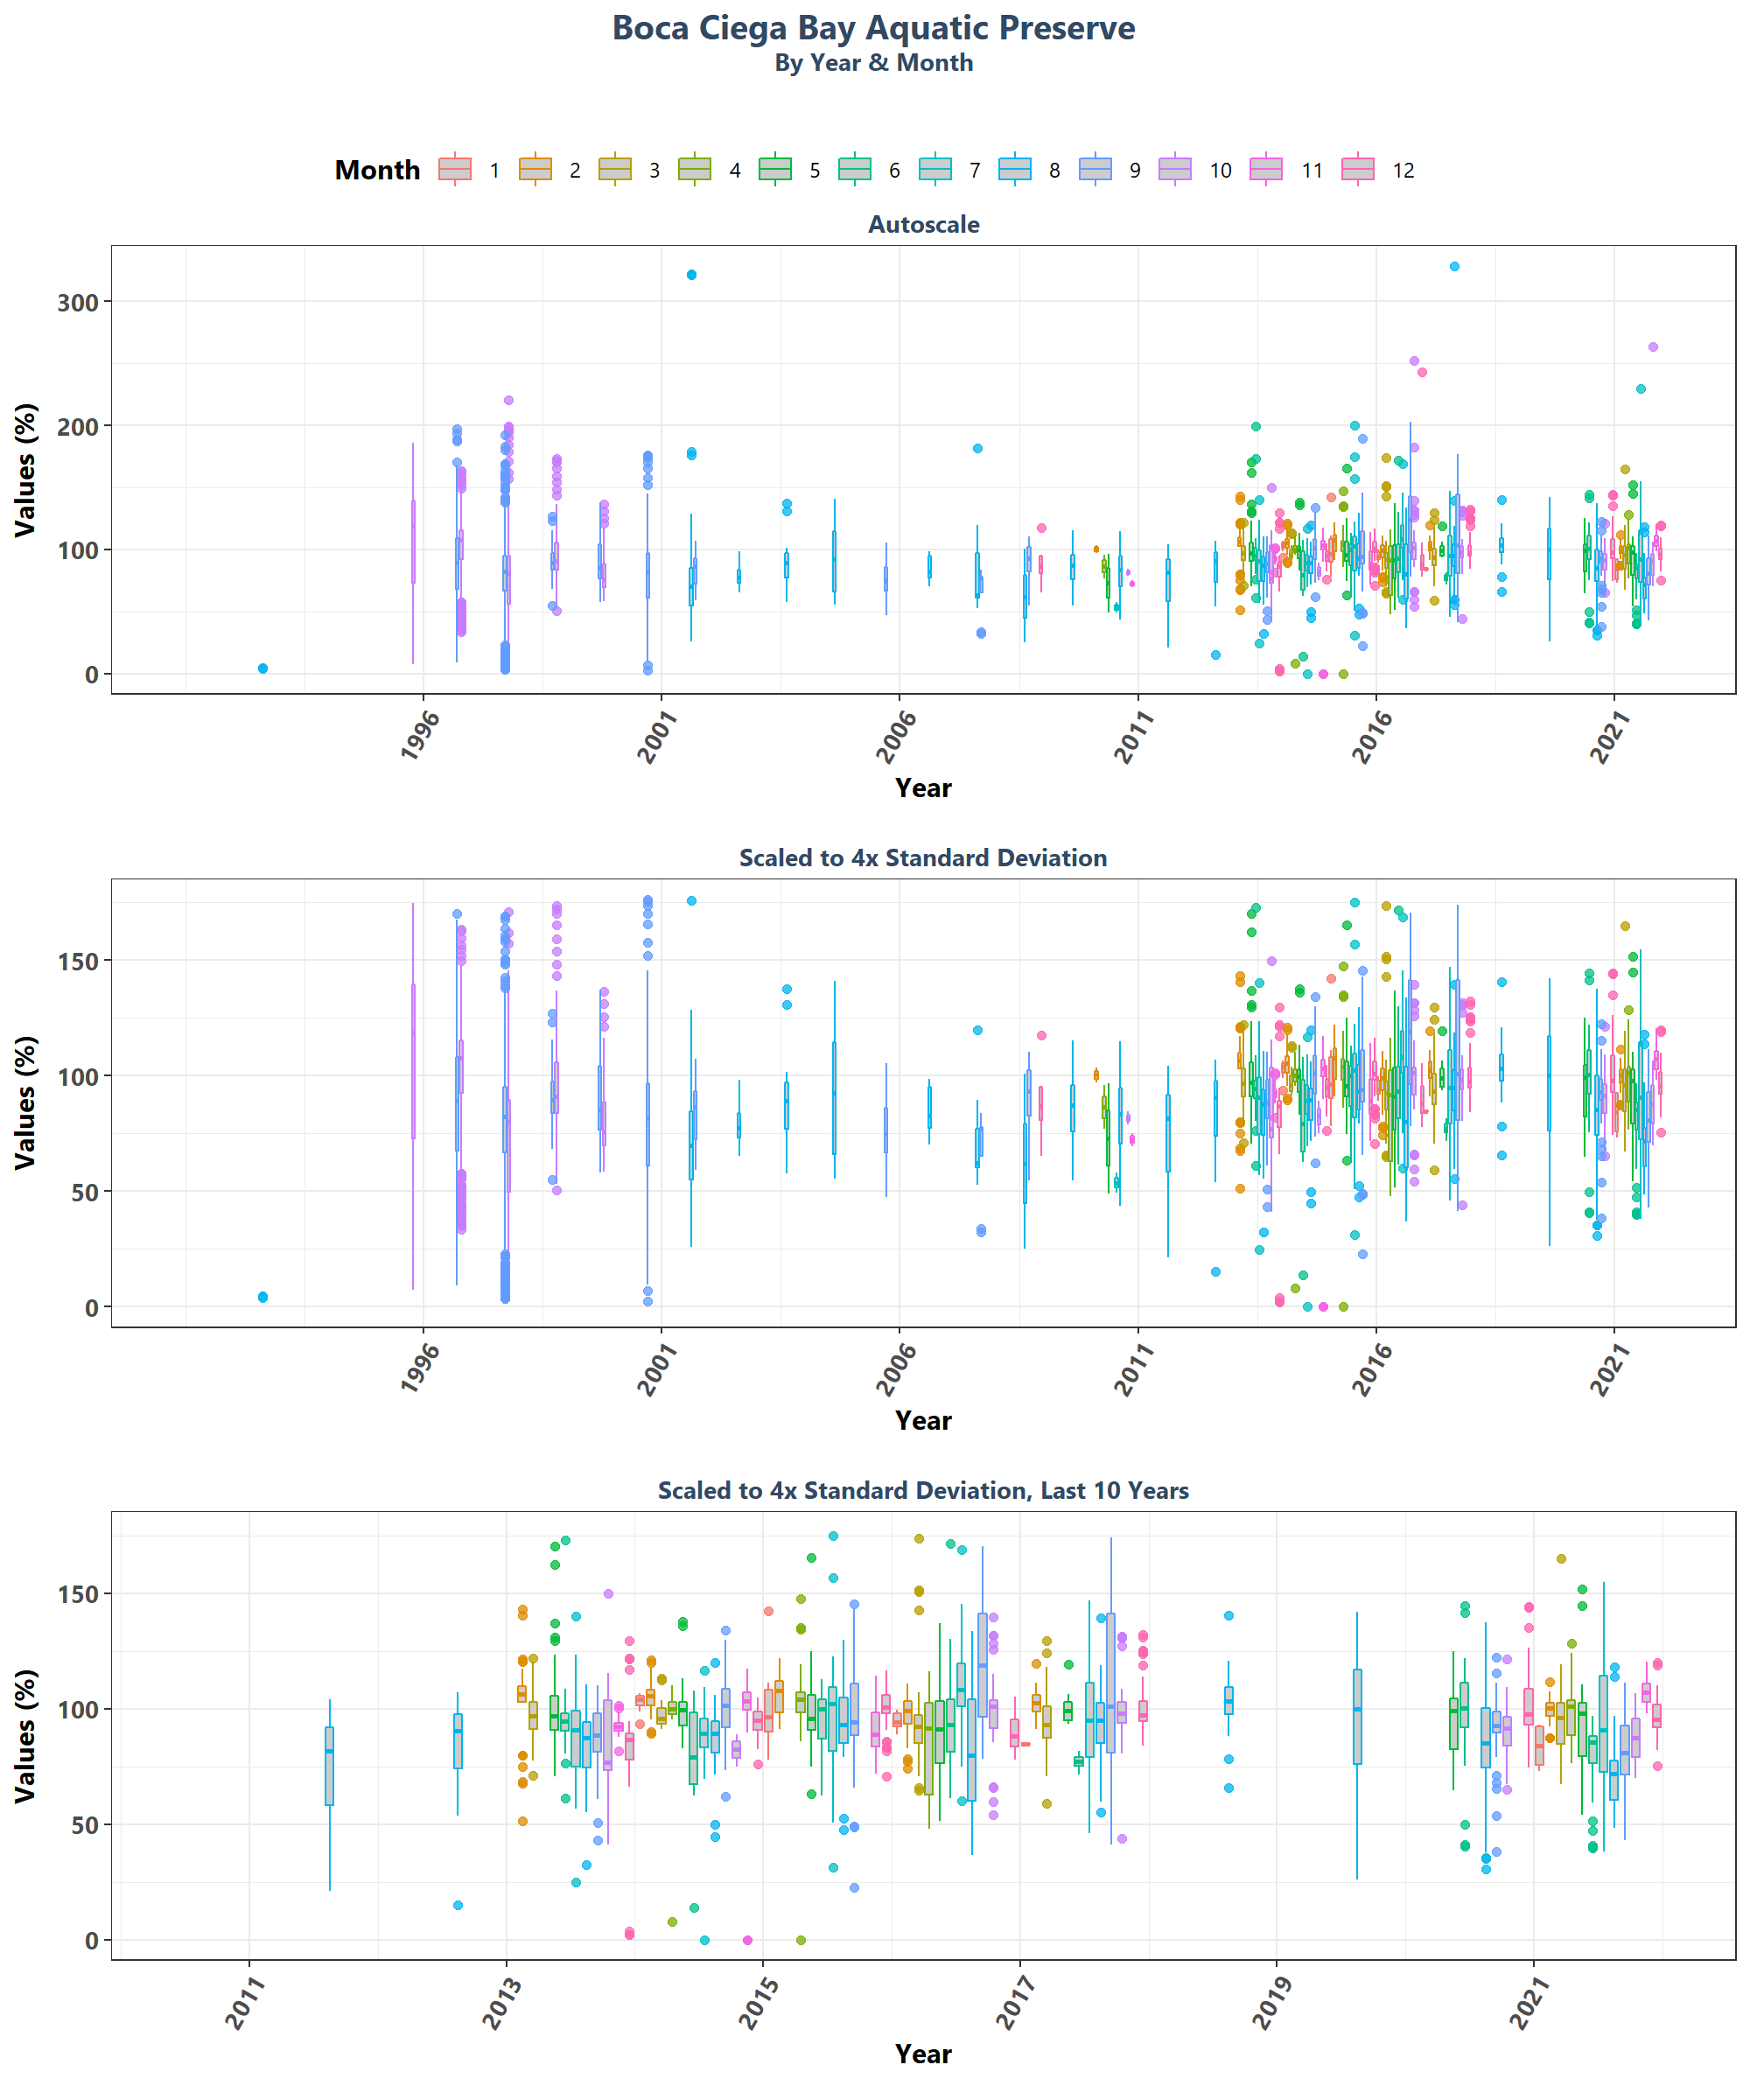 Boca Ciega Bay Aquatic Preserve
By Year & Month
Month 1 2 3 4 5 6 7 8 9 10 11 12
Autoscale
Values (%)
300
200
100
0
1996 2001 2006 2011 2016 2021
Year
Scaled to 4x Standard Deviation
Values (%)
150
100
50
0
1996 2001 2006 2011 2016 2021
Year
Scaled to 4x Standard Deviation, Last 10 Years
Values (%)
150
100
50
0
2011 2013 2015 2017 2019 2021
Year